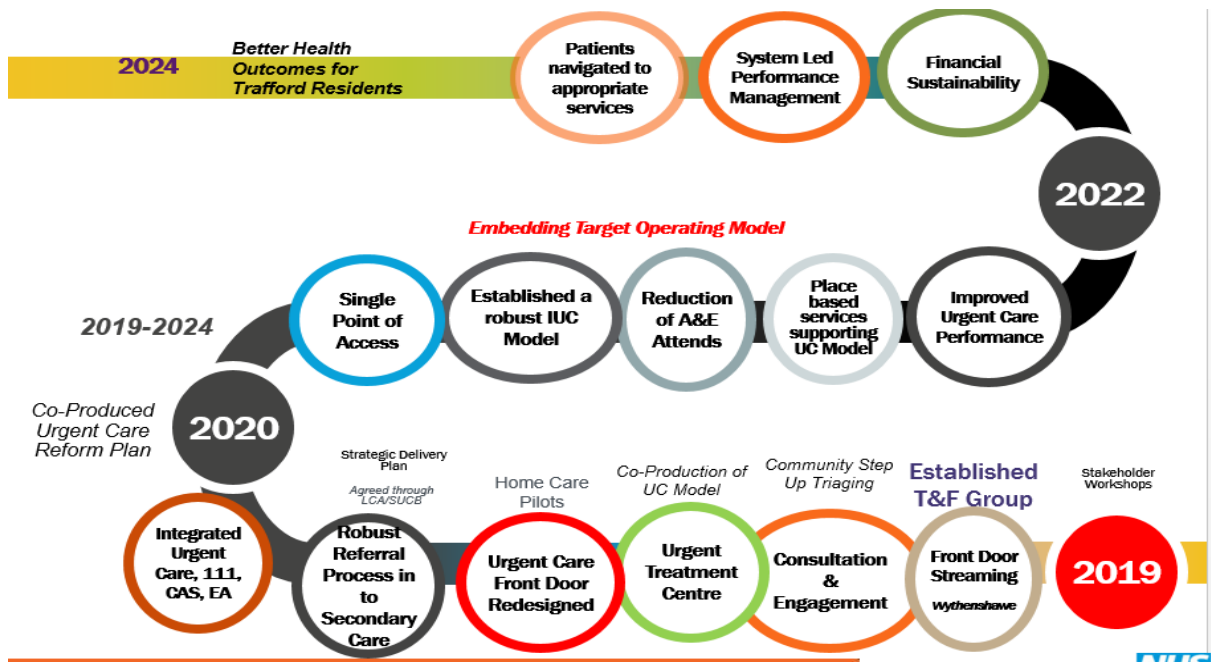 2024
Better Health
Outcomes for
Trafford Residents
Patients
navigated to
appropriate
services
System Led
Performance
Management
Financial
Sustainability
2022
Embedding Target Operating Model
2019-2024
Single
Point of
Access
Established a
robust IUC
Model
Reduction
of A&E
Attends
Place
based
services
supporting
UC Model
Improved
Urgent Care
Performance
Co-Produced
Urgent Care
Reform Plan
2020
Strategic Delivery
Plan
Agreed through
LCA/SUCB
Home Care
Pilots
Co-Production of
UC Model
Community Step
Up Triaging
Established
T&F Group
Stakeholder
Workshops
Integrated
Urgent
Care, 111,
CAS, EA
Robust
Referral
Process in
to
Secondary
Care
Urgent Care
Front Door
Redesigned
Urgent
Treatment
Centre
Consultation
&
Engagement
Front Door
Streaming
Wythenshawe
2019
NHS